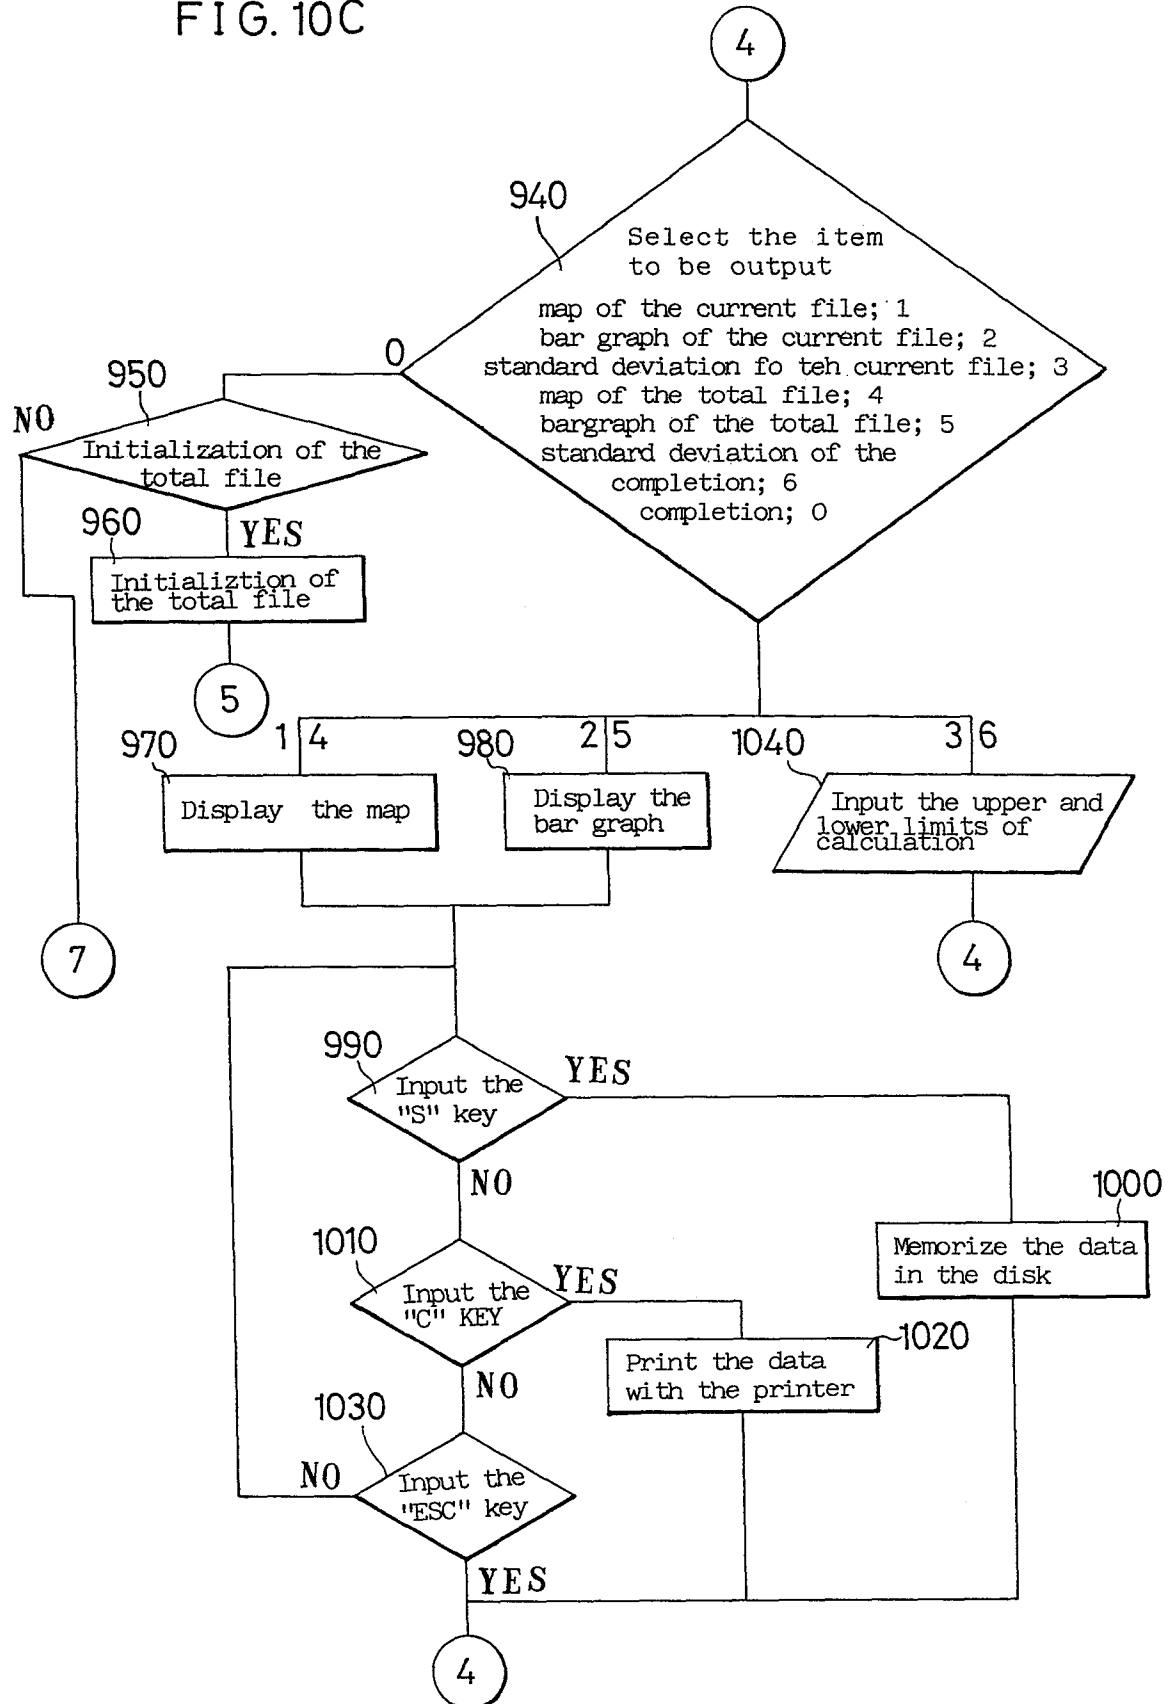 FIG. 10C
4
940
Select the item
to be output
map of the current file; 1
bar graph of the current file; 2
standard deviation fo teh current file; 3
map of the total file; 4
bargraph of the total file; 5
standard deviation of the
completion; 6
completion; 0
0
950
NO
Initialization of the
total file
960
YES
Initializtion of
the total file
5
970
1 4
980
2 5
1040
3 6
Display the map
Display the
bar graph
Input the upper and
lower limits of
calculation
7
4
990
Input the
"S" key
YES
NO
1000
Memorize the data
in the disk
1010
Input the
"C" KEY
YES
1020
Print the data
with the printer
NO
1030
NO
Input the
"ESC" key
YES
4